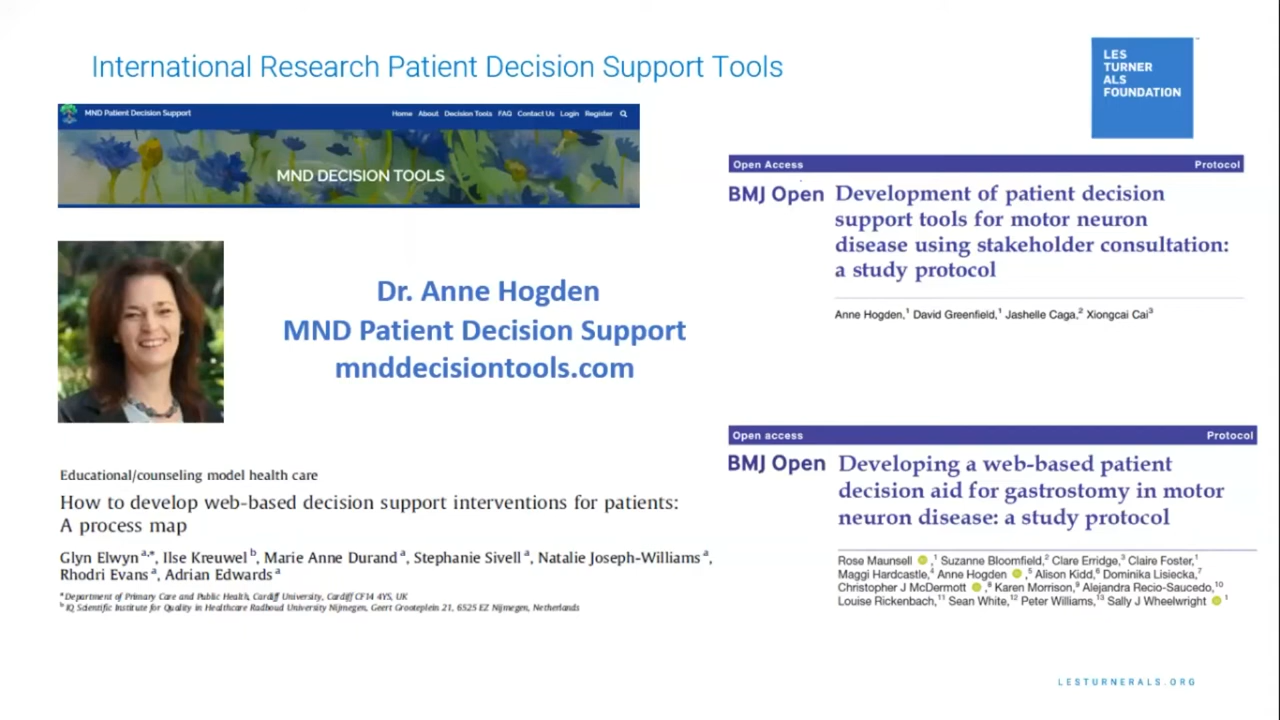 International Research Patient Decision Support Tools
LES
TURNER
ALS
FOUNDATION
MND Patient Decision Support
Home About Decision Tools FAQ Contact Us Login Register
MND DECISION TOOLS
Dr. Anne Hogden
MND Patient Decision Support
mnddecisiontools.com
Educational/counseling model health care
How to develop web-based decision support interventions for patients:
A process map
Glyn Elwyn a,*, Ilse Kreuwel b, Marie Anne Durand a, Stephanie Sivell a, Natalie Joseph-Williams a,
Rhodri Evans a, Adrian Edwards a
a Department of Primary Care and Public Health, Cardiff University, Cardiff CF14 4YS, UK
b IQ Scientific Institute for Quality in Healthcare Radboud University Nijmegen, Geert Grooteplein 21, 6525 EZ Nijmegen, Netherlands
Open Access Protocol
BMJ Open Development of patient decision
support tools for motor neuron
disease using stakeholder consultation:
a study protocol
Anne Hogden,1 David Greenfield,1 Jashelle Caga,2 Xiongcai Cai3
Open access Protocol
BMJ Open Developing a web-based patient
decision aid for gastrostomy in motor
neuron disease: a study protocol
Rose Maunsell ,1 Suzanne Bloomfield,2 Clare Erridge,3 Claire Foster,1
Maggi Hardcastle,4 Anne Hogden ,5 Alison Kidd,6 Dominika Lisiecka,7
Christopher J McDermott ,8 Karen Morrison,9 Alejandra Recio-Saucedo,10
Louise Rickenbach,11 Sean White,12 Peter Williams,13 Sally J Wheelwright 1
LESTURNERALS.ORG